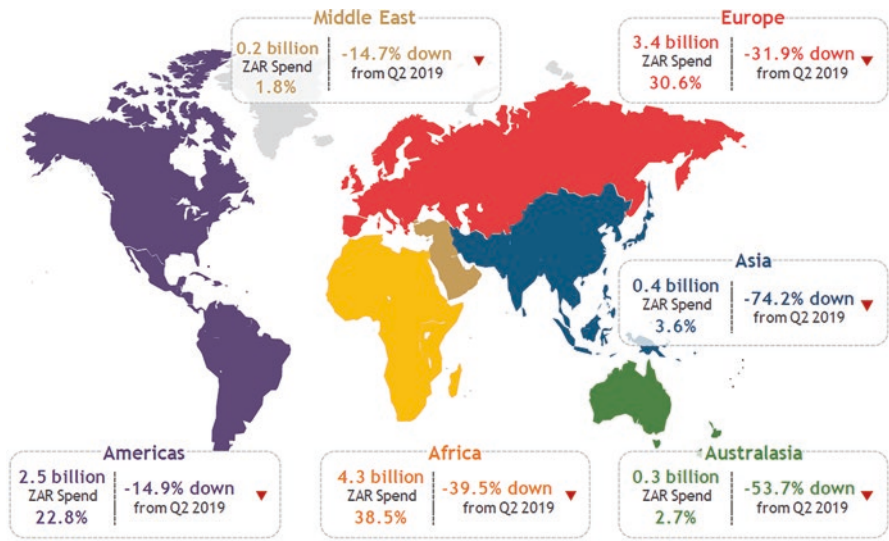 Middle East
0.2 billion
ZAR Spend
1.8%
-14.7% down
from Q2 2019
Europe
3.4 billion
ZAR Spend
30.6%
-31.9% down
from Q2 2019
Asia
0.4 billion
ZAR Spend
3.6%
-74.2% down
from Q2 2019
Americas
2.5 billion
ZAR Spend
22.8%
-14.9% down
from Q2 2019
Africa
4.3 billion
ZAR Spend
38.5%
-39.5% down
from Q2 2019
Australasia
0.3 billion
ZAR Spend
2.7%
-53.7% down
from Q2 2019